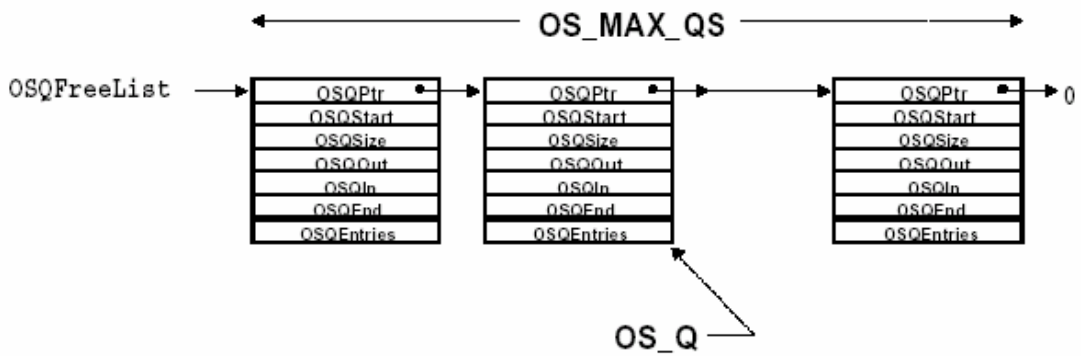 OS_MAX_QS
OSQFreeList
OSQPtr
OSQStart
OSQSize
OSQOut
OSQIn
OSQEnd
OSQEntries
OSQPtr
OSQStart
OSQSize
OSQOut
OSQIn
OSQEnd
OSQEntries
OSQPtr
OSQStart
OSQSize
OSQOut
OSQIn
OSQEnd
OSQEntries
0
OS_Q